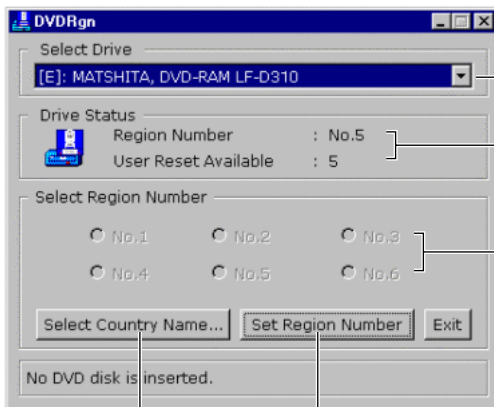 DVDRgn
Select Drive
[E]: MATSHITA, DVD-RAM LF-D310
Drive Status
Region Number : No.5
User Reset Available : 5
Select Region Number
No.1 No.2 No.3
No.4 No.5 No.6
Select Country Name... Set Region Number Exit
No DVD disk is inserted.